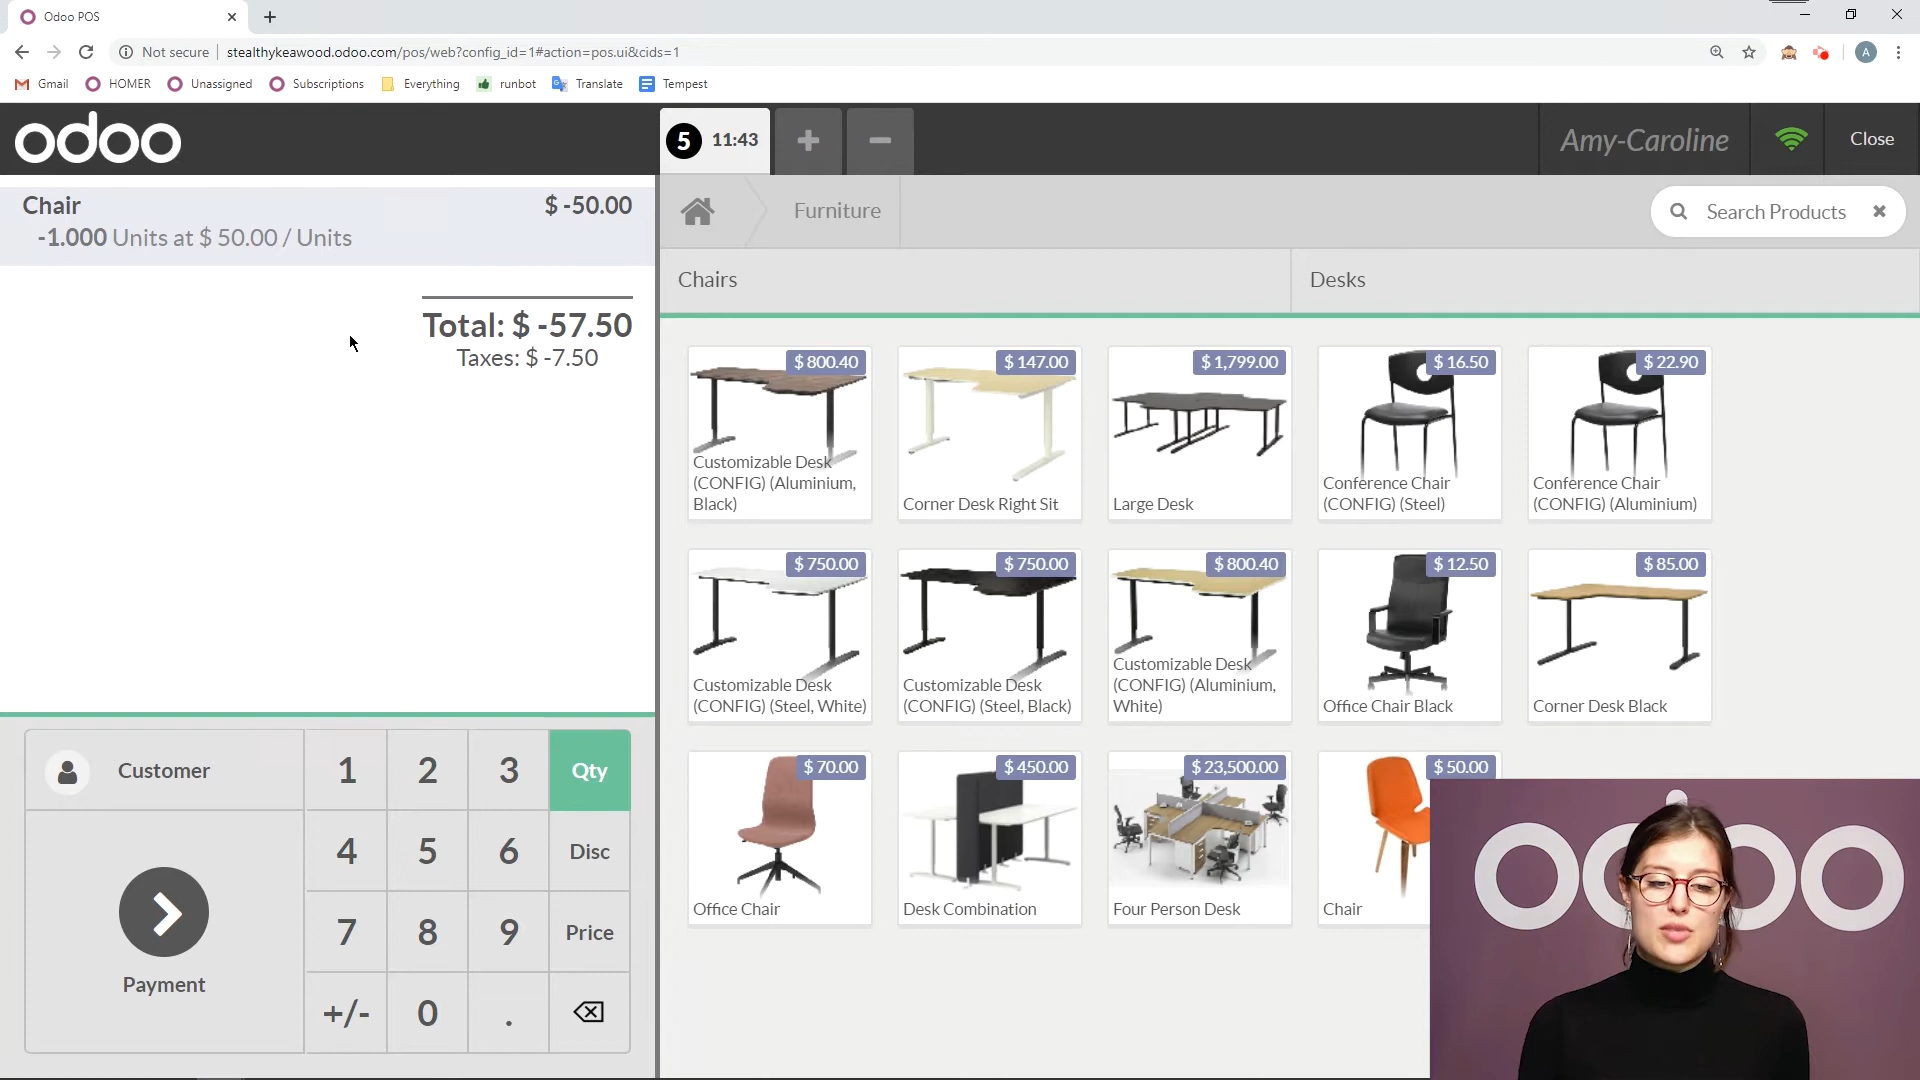 Odoo POS
Not secure
stealthykeawood.odoo.com/pos/web?config_id=1#action=pos.ui&cids=1
A
Gmail
HOMER
Unassigned
Subscriptions
Everything
runbot
Translate
Tempest
odoo
5 11:43
+
-
Amy-Caroline
Close
Chair $ -50.00
-1.000 Units at $ 50.00 / Units
Total: $ -57.50
Taxes: $ -7.50
Furniture
Search Products
Chairs
Desks
$ 800.40
Customizable Desk
(CONFIG) (Aluminium,
Black)
$ 147.00
Corner Desk Right Sit
$ 1,799.00
Large Desk
$ 16.50
Conference Chair
(CONFIG) (Steel)
$ 22.90
Conference Chair
(CONFIG) (Aluminium)
$ 750.00
Customizable Desk
(CONFIG) (Steel, White)
$ 750.00
Customizable Desk
(CONFIG) (Steel, Black)
$ 800.40
Customizable Desk
(CONFIG) (Aluminium,
White)
$ 12.50
Office Chair Black
$ 85.00
Corner Desk Black
$ 70.00
Office Chair
$ 450.00
Desk Combination
$ 23,500.00
Four Person Desk
$ 50.00
Chair
Customer
Payment
1 2 3 Qty
4 5 6 Disc
7 8 9 Price
+/- 0 .
odoo